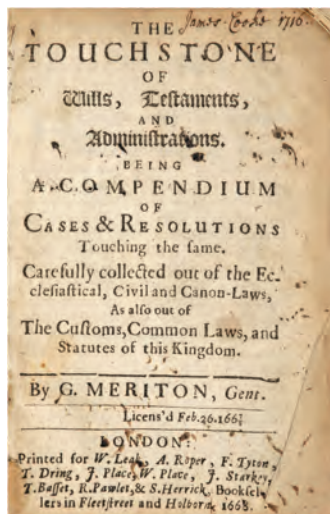 James Cooke 1716
THE
TOUCHSTONE
OF
Wills, Testaments,
AND
Administrations.
BEING
A COMPENDIUM
OF
CASES & RESOLUTIONS
Touching the same.
Carefully collected out of the Ec-
clesiastical, Civil and Canon-Laws,
As also out of
The Customs, Common Laws, and
Statutes of this Kingdom.
By G. MERITON, Gent.
Licens'd Feb. 26. 166⅞
LONDON:
Printed for W. Leak, A. Roper, F. Tyton,
T. Dring, J. Place, W. Place, J. Starkey,
T. Basset, R. Pawlet, & S. Herrick, Booksel-
lers in Fleetstreet and Holborn, 1668.